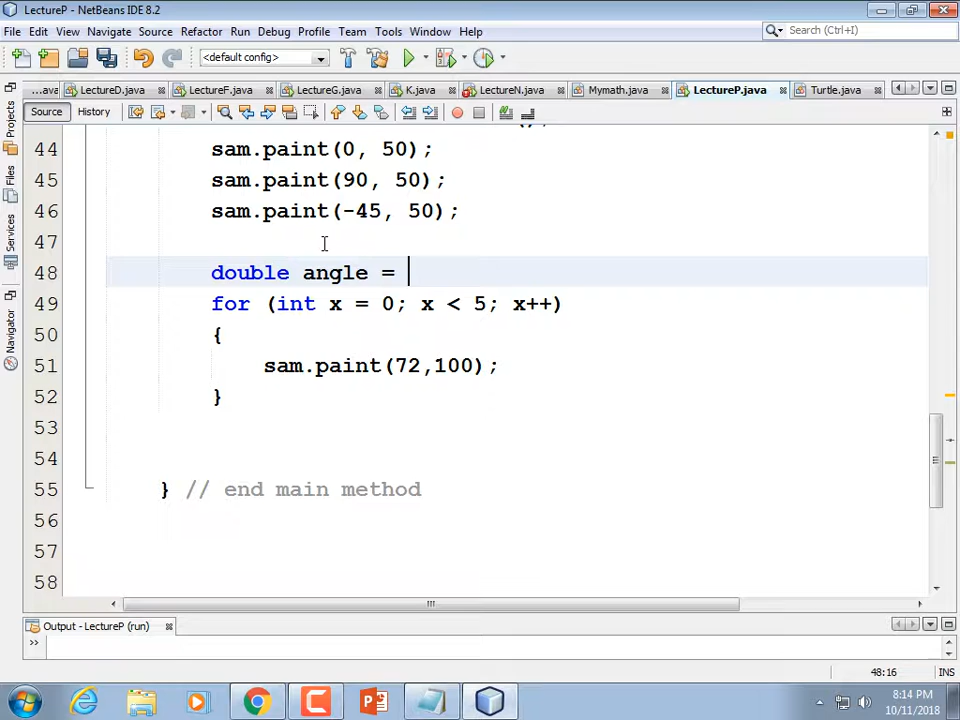 LectureP - NetBeans IDE 8.2
File Edit View Navigate Source Refactor Run Debug Profile Team Tools Window Help
<default config>
Search (Ctrl+I)
...ava LectureD.java LectureF.java LectureG.java K.java LectureN.java Mymath.java LectureP.java Turtle.java
Source History
Projects
Files
Services
Navigator
44 sam.paint(0, 50);
45 sam.paint(90, 50);
46 sam.paint(-45, 50);
47
48 double angle =
49 for (int x = 0; x < 5; x++)
50 {
51 sam.paint(72,100);
52 }
53
54
55 } // end main method
56
57
58
Output - LectureP (run)
>>
48:16 INS
8:14 PM
10/11/2018